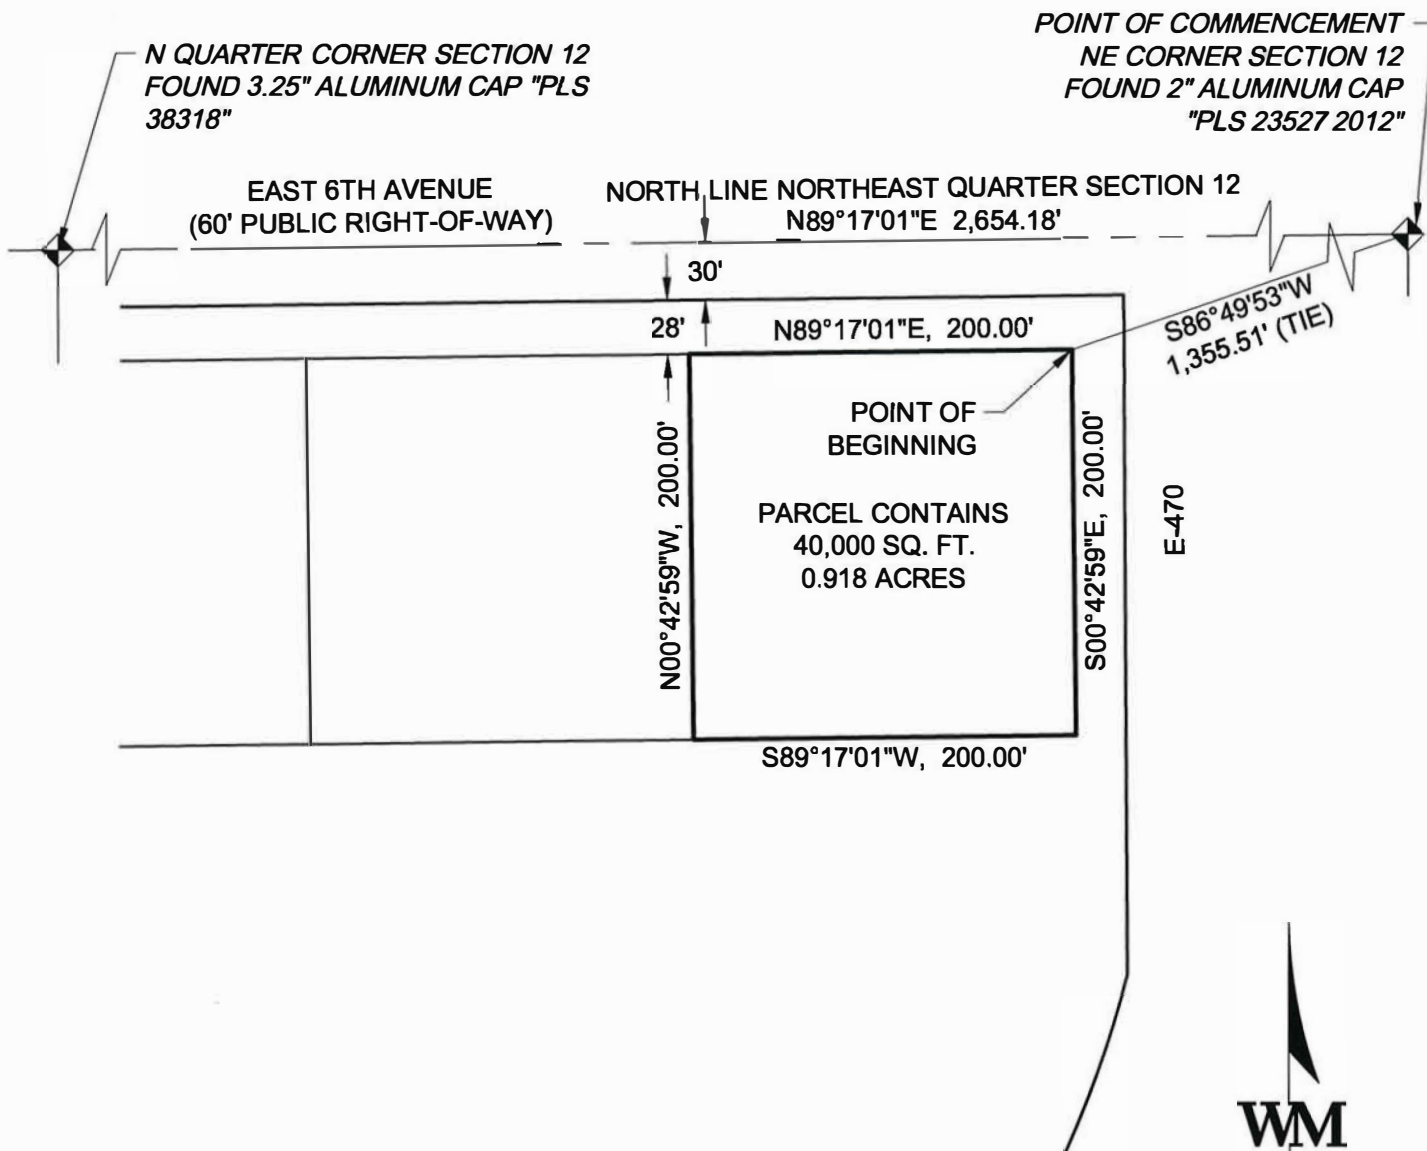 N QUARTER CORNER SECTION 12
FOUND 3.25" ALUMINUM CAP "PLS
38318"
POINT OF COMMENCEMENT
NE CORNER SECTION 12
FOUND 2" ALUMINUM CAP
"PLS 23527 2012"
EAST 6TH AVENUE
(60' PUBLIC RIGHT-OF-WAY)
NORTH LINE NORTHEAST QUARTER SECTION 12
N89°17'01"E 2,654.18'
30'
28'
N89°17'01"E, 200.00'
S86°49'53"W
1,355.51' (TIE)
POINT OF
BEGINNING
PARCEL CONTAINS
40,000 SQ. FT.
0.918 ACRES
N00°42'59"W, 200.00'
S00°42'59"E, 200.00'
E-470
S89°17'01"W, 200.00'
WM